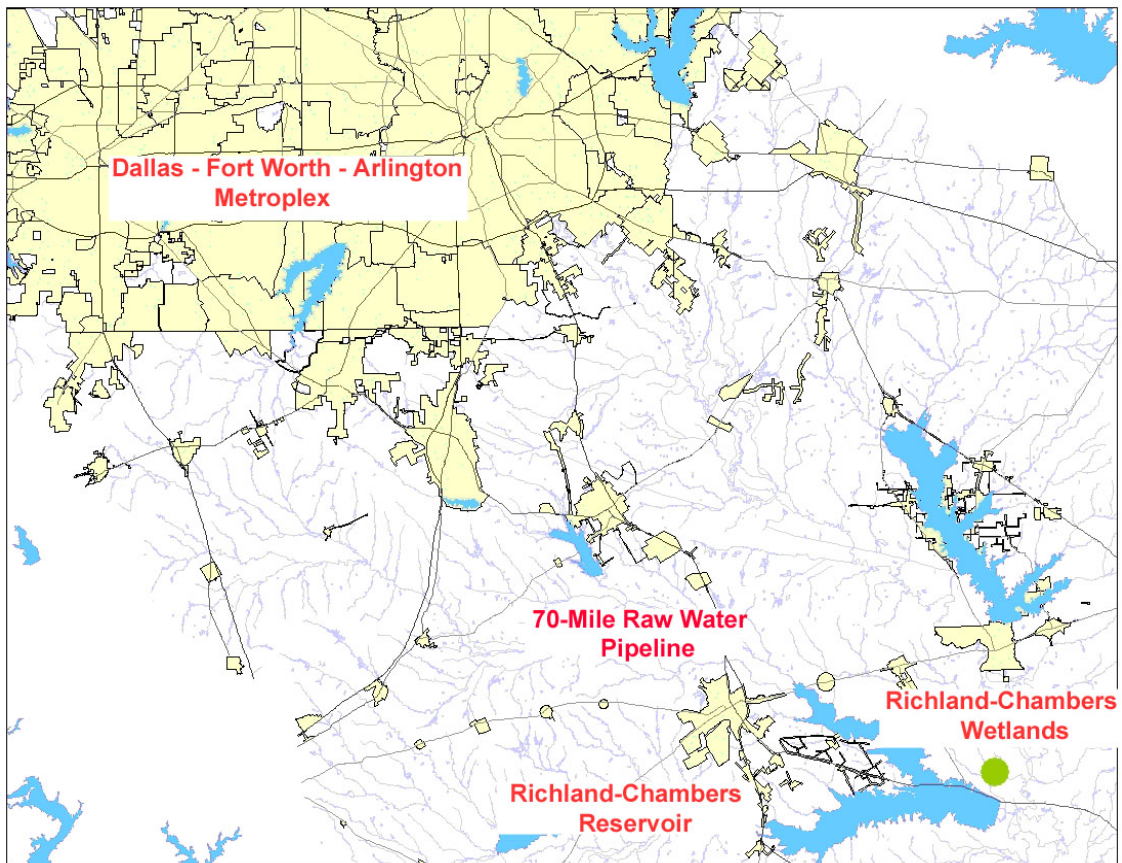 Dallas - Fort Worth - Arlington
Metroplex
70-Mile Raw Water
Pipeline
Richland-Chambers
Wetlands
Richland-Chambers
Reservoir